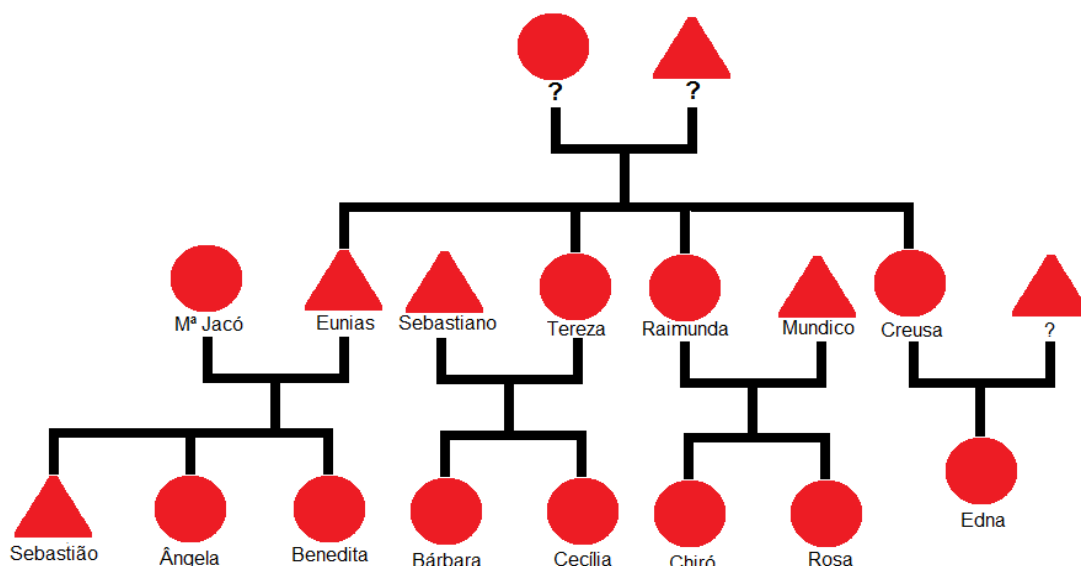 ? ?
Mª Jacó Eunias Sebastiano Tereza Raimunda Mundico Creusa ?
Sebastião Ângela Benedita Bárbara Cecília Chiró Rosa Edna